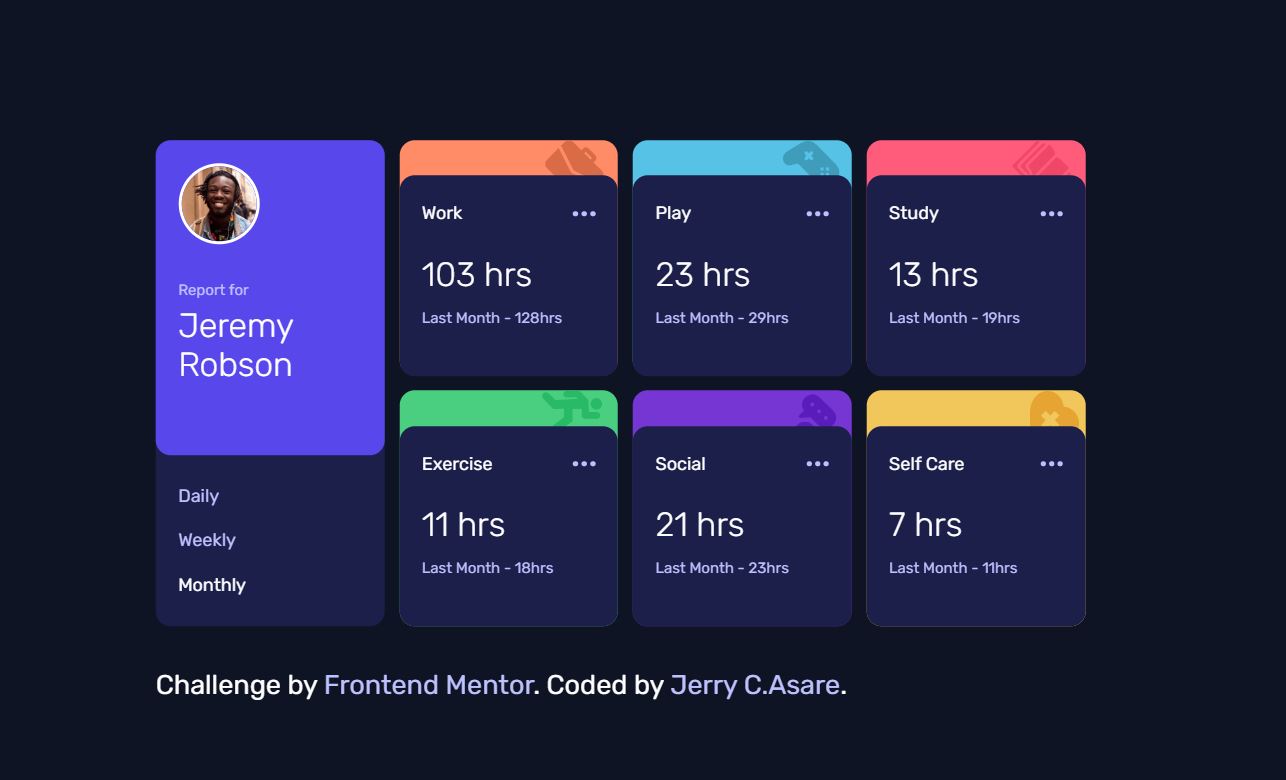 Report for
Jeremy
Robson
Daily
Weekly
Monthly
Work
103 hrs
Last Month - 128hrs
Play
23 hrs
Last Month - 29hrs
Study
13 hrs
Last Month - 19hrs
Exercise
11 hrs
Last Month - 18hrs
Social
21 hrs
Last Month - 23hrs
Self Care
7 hrs
Last Month - 11hrs
Challenge by Frontend Mentor. Coded by Jerry C.Asare.